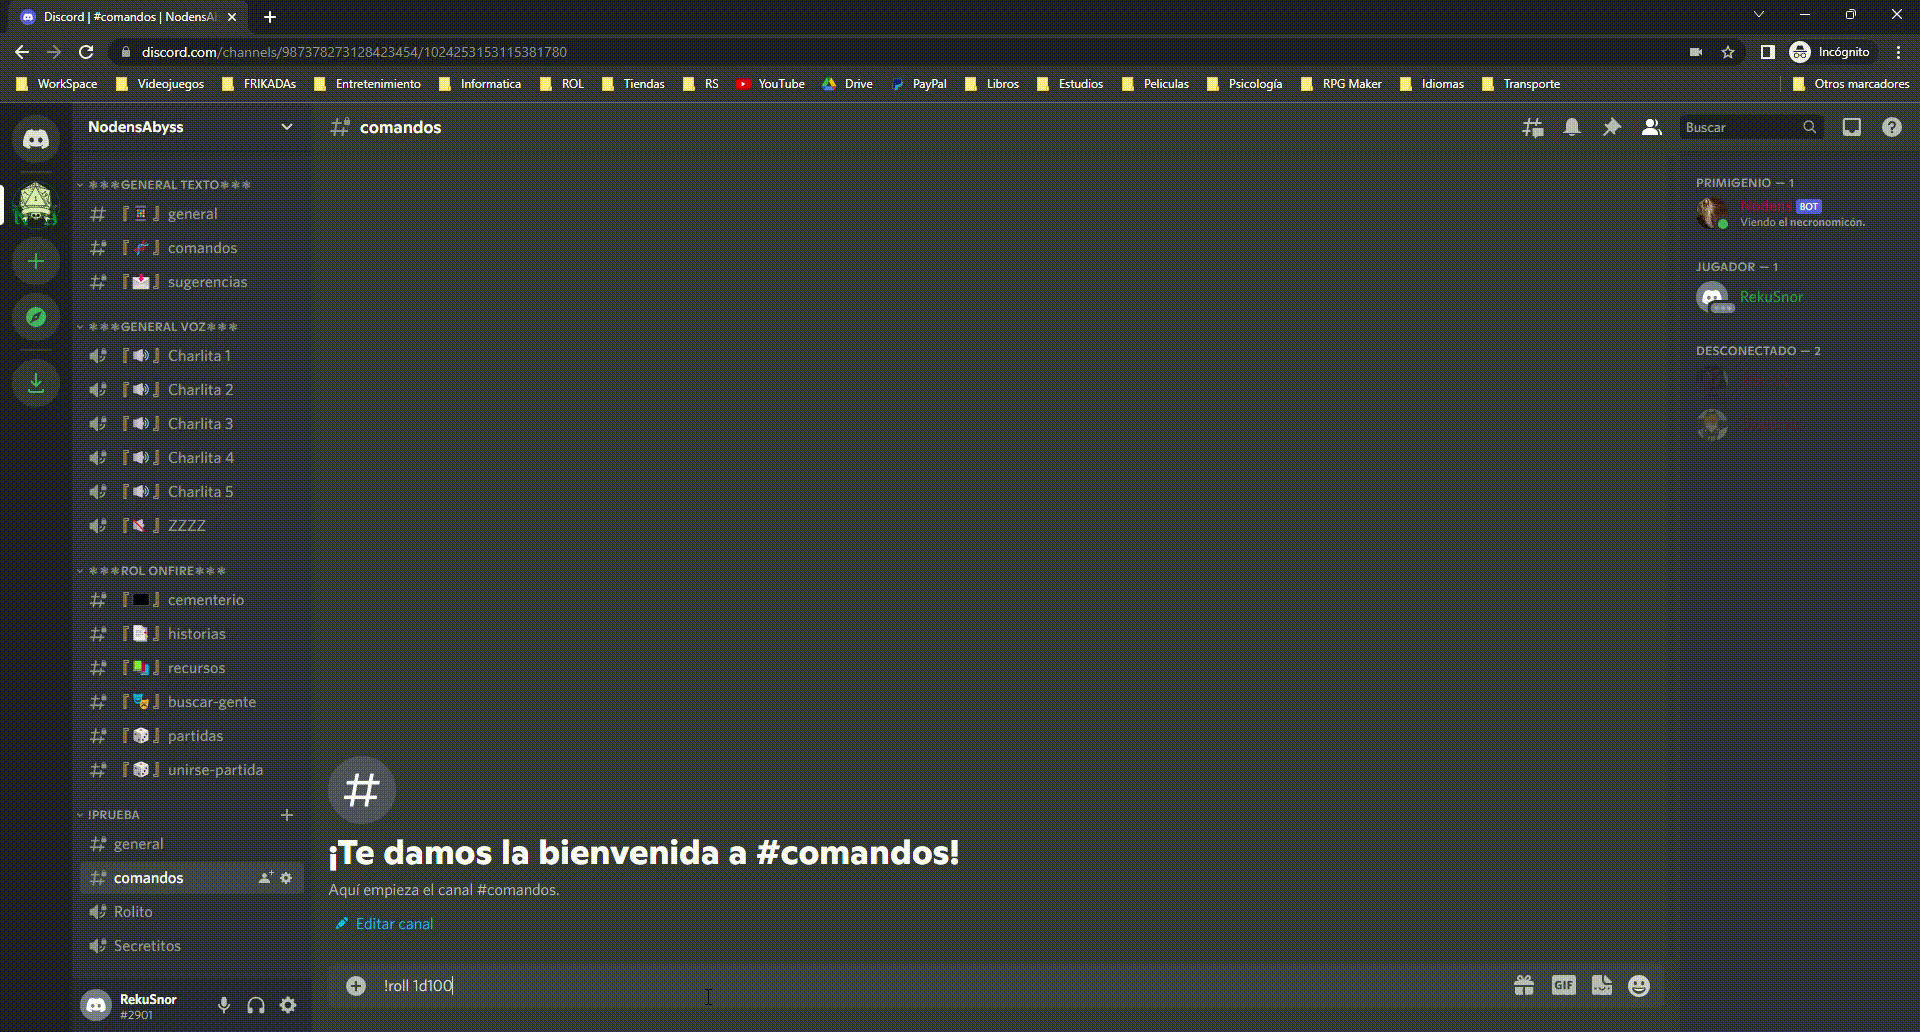 Discord | #comandos | NodensAb
discord.com/channels/987378273128423454/1024253153115381780
Incógnito
WorkSpace Videojuegos FRIKADAs Entretenimiento Informatica ROL Tiendas RS YouTube Drive PayPal Libros Estudios Peliculas Psicología RPG Maker Idiomas Transporte Otros marcadores
NodensAbyss
comandos
Buscar
***GENERAL TEXTO***
『』general
『』comandos
『』sugerencias
***GENERAL VOZ***
『』Charlita 1
『』Charlita 2
『』Charlita 3
『』Charlita 4
『』Charlita 5
『』ZZZZ
***ROL ONFIRE***
『』cementerio
『』historias
『』recursos
『』buscar-gente
『』partidas
『』unirse-partida
!PRUEBA
general
comandos
Rolito
Secretitos
RekuSnor
#2901
¡Te damos la bienvenida a #comandos!
Aquí empieza el canal #comandos.
Editar canal
!roll 1d100
GIF
PRIMIGENIO — 1
Nodens BOT
Viendo el necronomicón.
JUGADOR — 1
RekuSnor
DESCONECTADO — 2